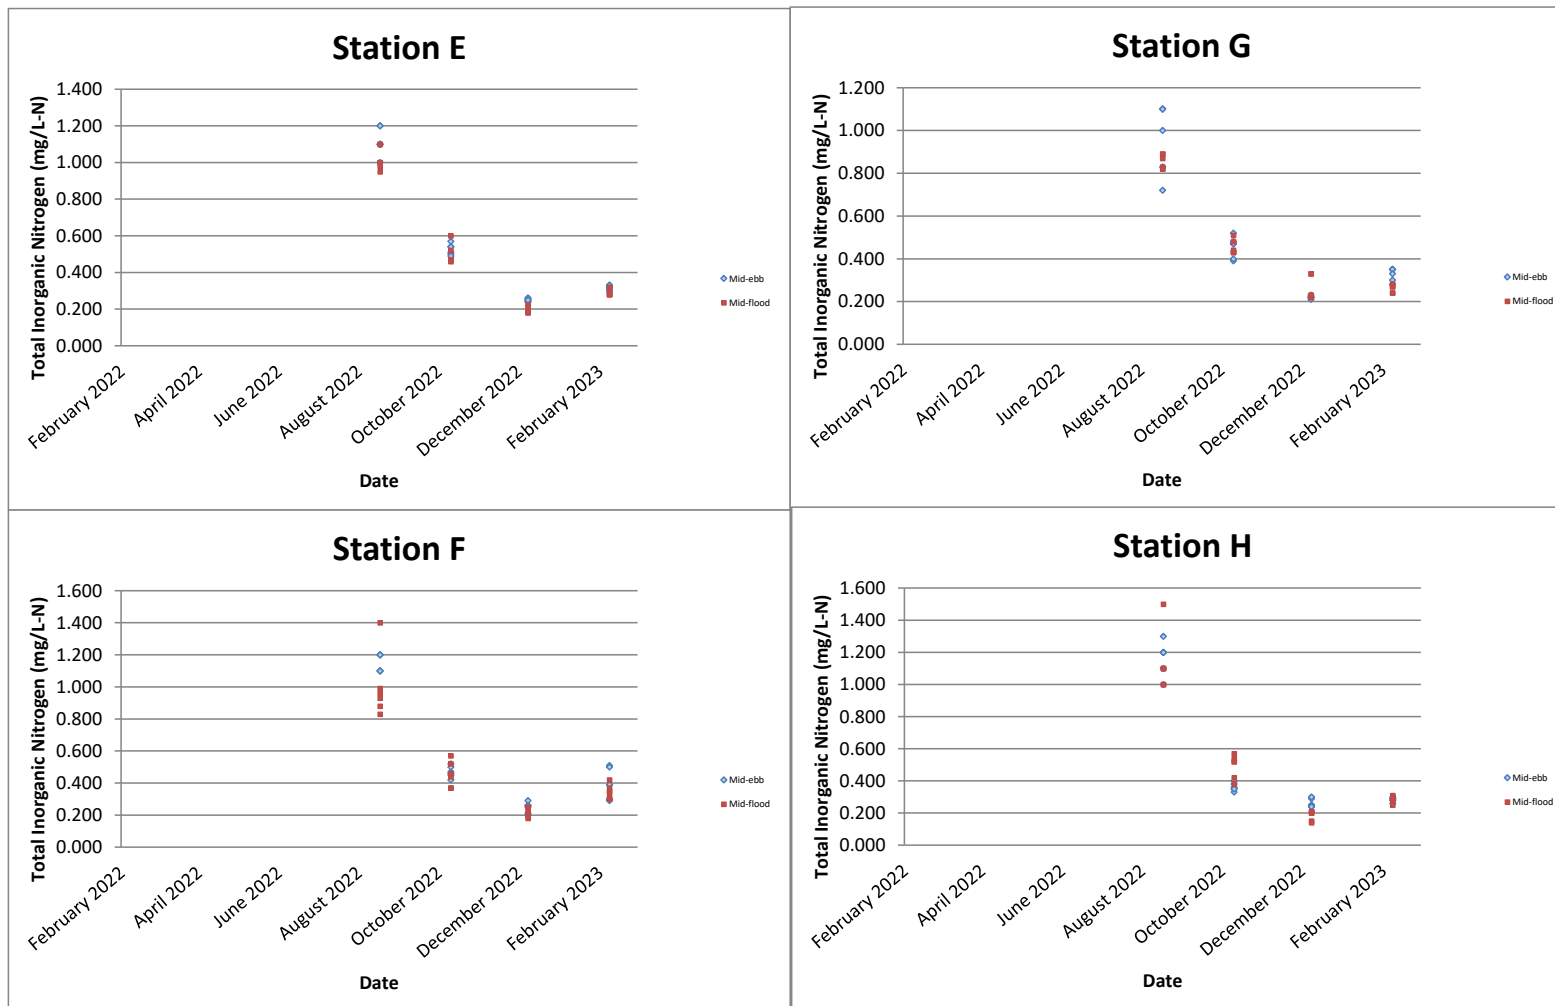 Station E
Total Inorganic Nitrogen (mg/L-N)
1.400
1.200
1.000
0.800
0.600
0.400
0.200
0.000
February 2022
April 2022
June 2022
August 2022
October 2022
December 2022
February 2023
Date
Mid-ebb
Mid-flood
Station G
Total Inorganic Nitrogen (mg/L-N)
1.200
1.000
0.800
0.600
0.400
0.200
0.000
February 2022
April 2022
June 2022
August 2022
October 2022
December 2022
February 2023
Date
Mid-ebb
Mid-flood
Station F
Total Inorganic Nitrogen (mg/L-N)
1.600
1.400
1.200
1.000
0.800
0.600
0.400
0.200
0.000
February 2022
April 2022
June 2022
August 2022
October 2022
December 2022
February 2023
Date
Mid-ebb
Mid-flood
Station H
Total Inorganic Nitrogen (mg/L-N)
1.600
1.400
1.200
1.000
0.800
0.600
0.400
0.200
0.000
February 2022
April 2022
June 2022
August 2022
October 2022
December 2022
February 2023
Date
Mid-ebb
Mid-flood